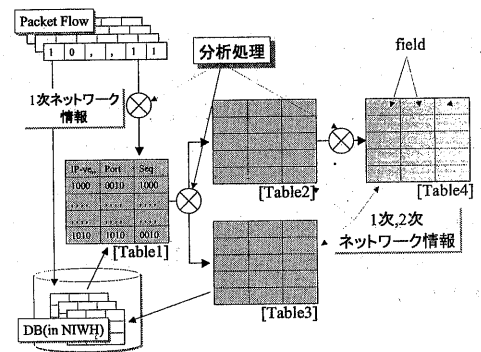 Packet Flow
1 0 , , 1 1
分析処理
field
1次ネットワーク
情報
IP-ve,, Port Seq
1000 0010 1000
,,,, ,,,, ,,,,
,,,, ,,,, ,,,,
1010 1010 0010
[Table1]
[Table2]
[Table4]
1次,2次
ネットワーク情報
[Table3]
DB(in NIWH)